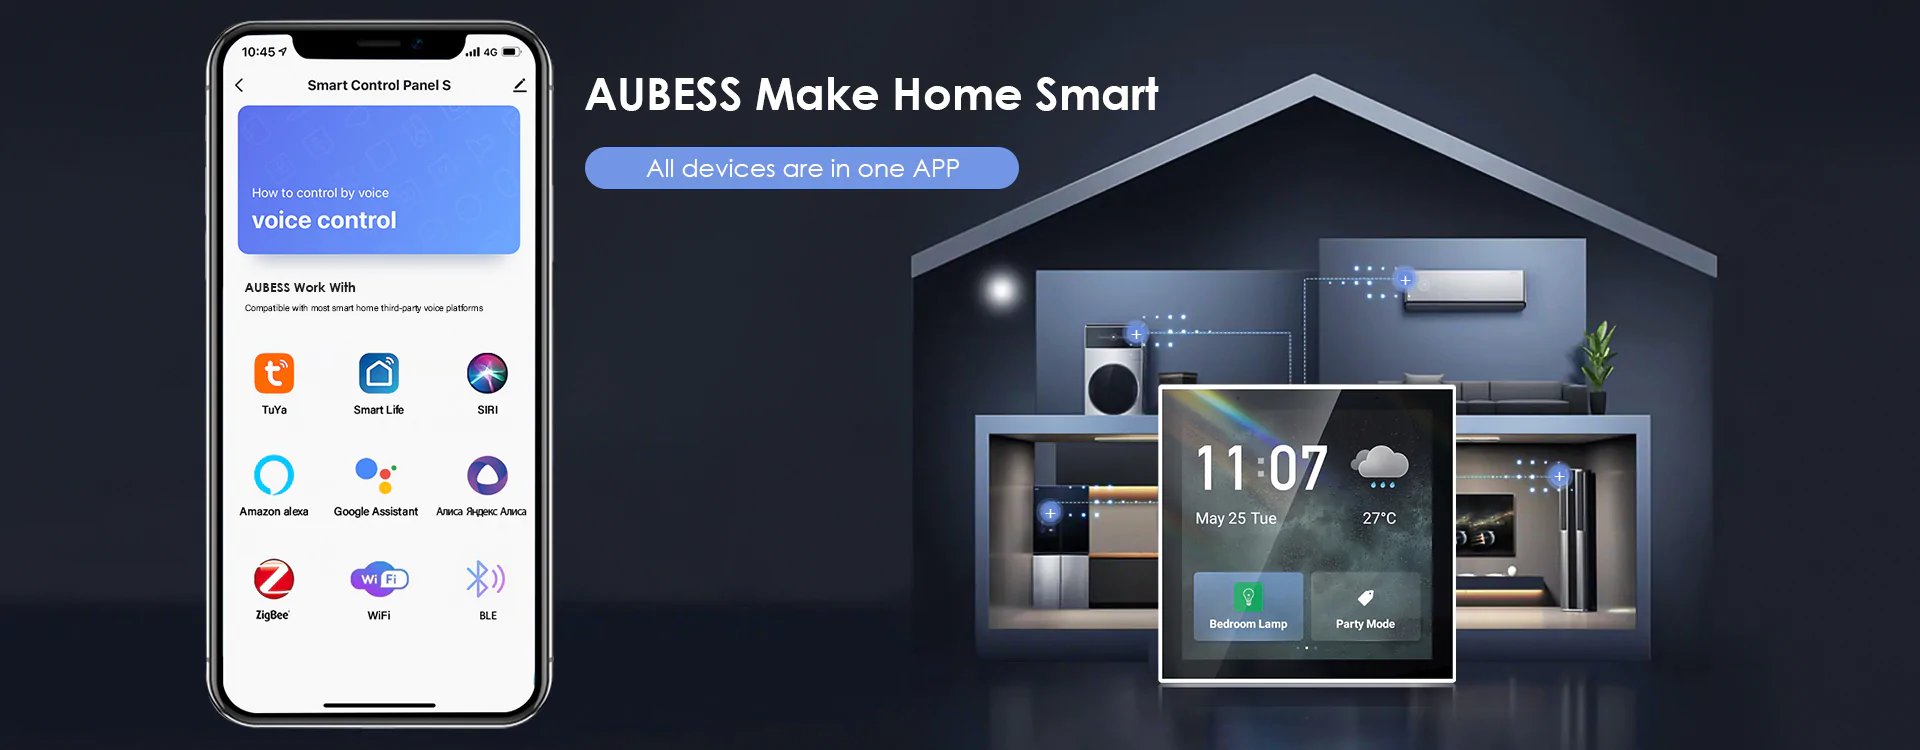 10:45
4G
Smart Control Panel S
How to control by voice
voice control
AUBESS Work With
Compatible with most smart home third-party voice platforms
TuYa
Smart Life
SIRI
Amazon alexa
Google Assistant
Алиса Яндекс Алиса
ZigBee
Wi Fi
WiFi
BLE
AUBESS Make Home Smart
All devices are in one APP
11:07
May 25 Tue
27°C
Bedroom Lamp
Party Mode